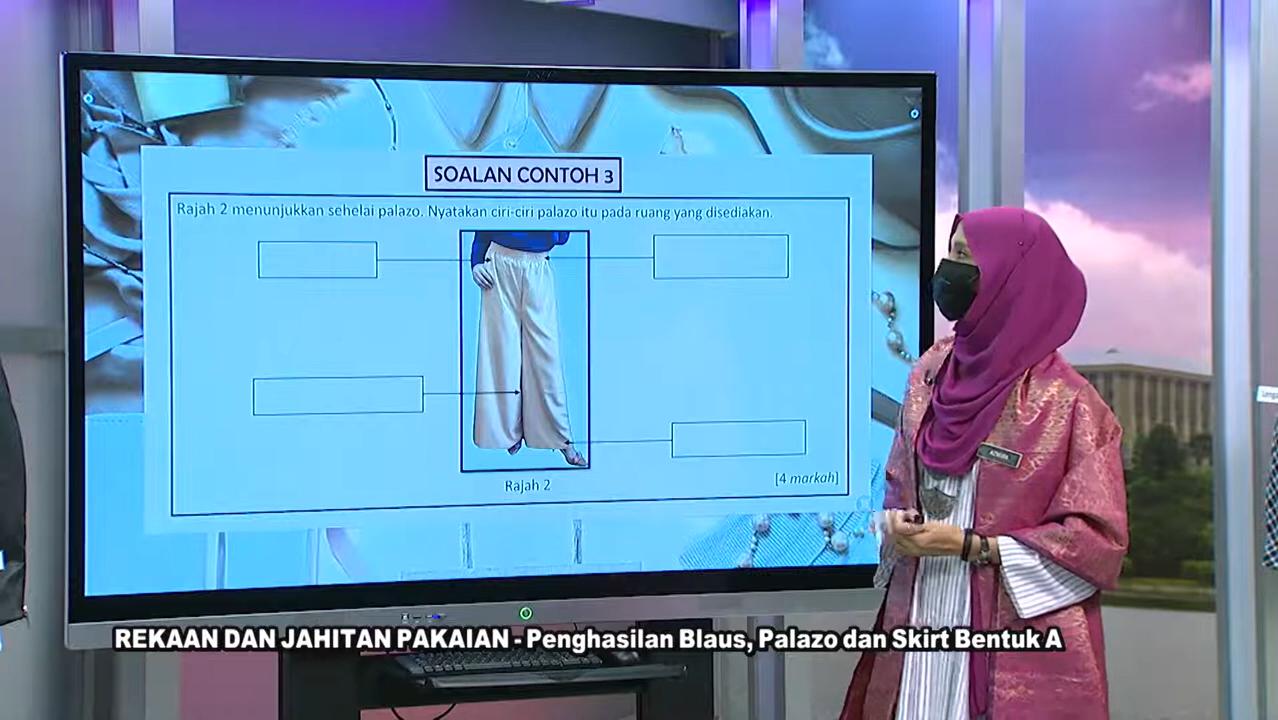 SOALAN CONTOH 3
Rajah 2 menunjukkan sehelai palazo. Nyatakan ciri-ciri palazo itu pada ruang yang disediakan.
Rajah 2
[4 markah]
REKAAN DAN JAHITAN PAKAIAN - Penghasilan Blaus, Palazo dan Skirt Bentuk A